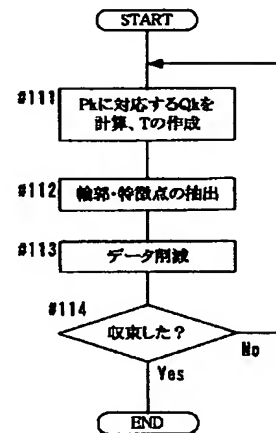 START
#111
Pkに対応するQkを
計算、Tの作成
#112
輪郭・特徴点の抽出
#113
データ削減
#114
収束した?
No
Yes
END